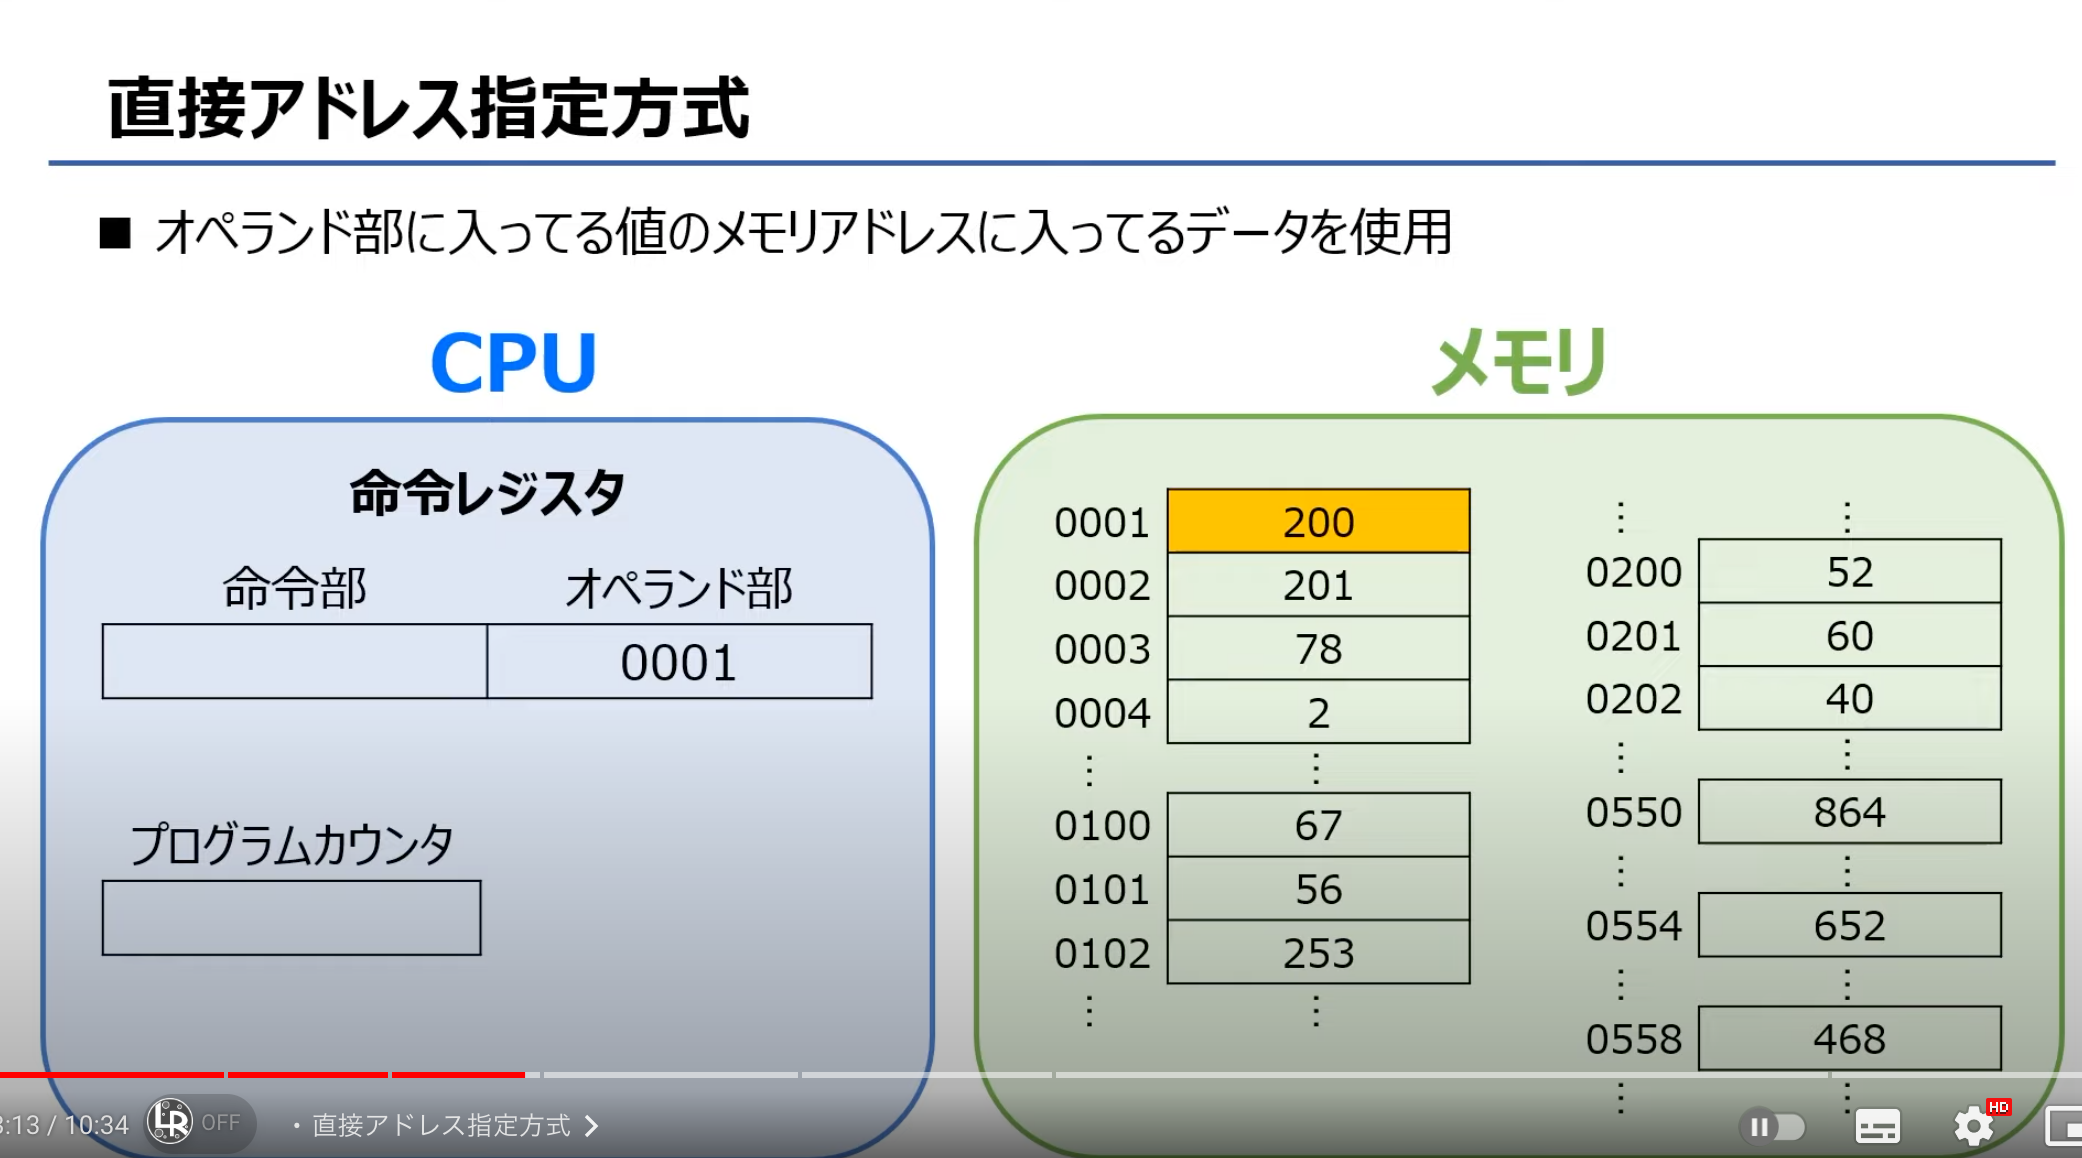 直接アドレス指定方式
■ オペランド部に入ってる値のメモリアドレスに入ってるデータを使用
CPU
命令レジスタ
命令部 オペランド部
0001
プログラムカウンタ
メモリ
0001 200
0002 201
0003 78
0004 2
⋮ ⋮
0100 67
0101 56
0102 253
⋮ ⋮
⋮ ⋮
0200 52
0201 60
0202 40
⋮ ⋮
0550 864
⋮ ⋮
0554 652
⋮ ⋮
0558 468
⋮ ⋮
3:13 / 10:34 LR OFF ・直接アドレス指定方式 HD